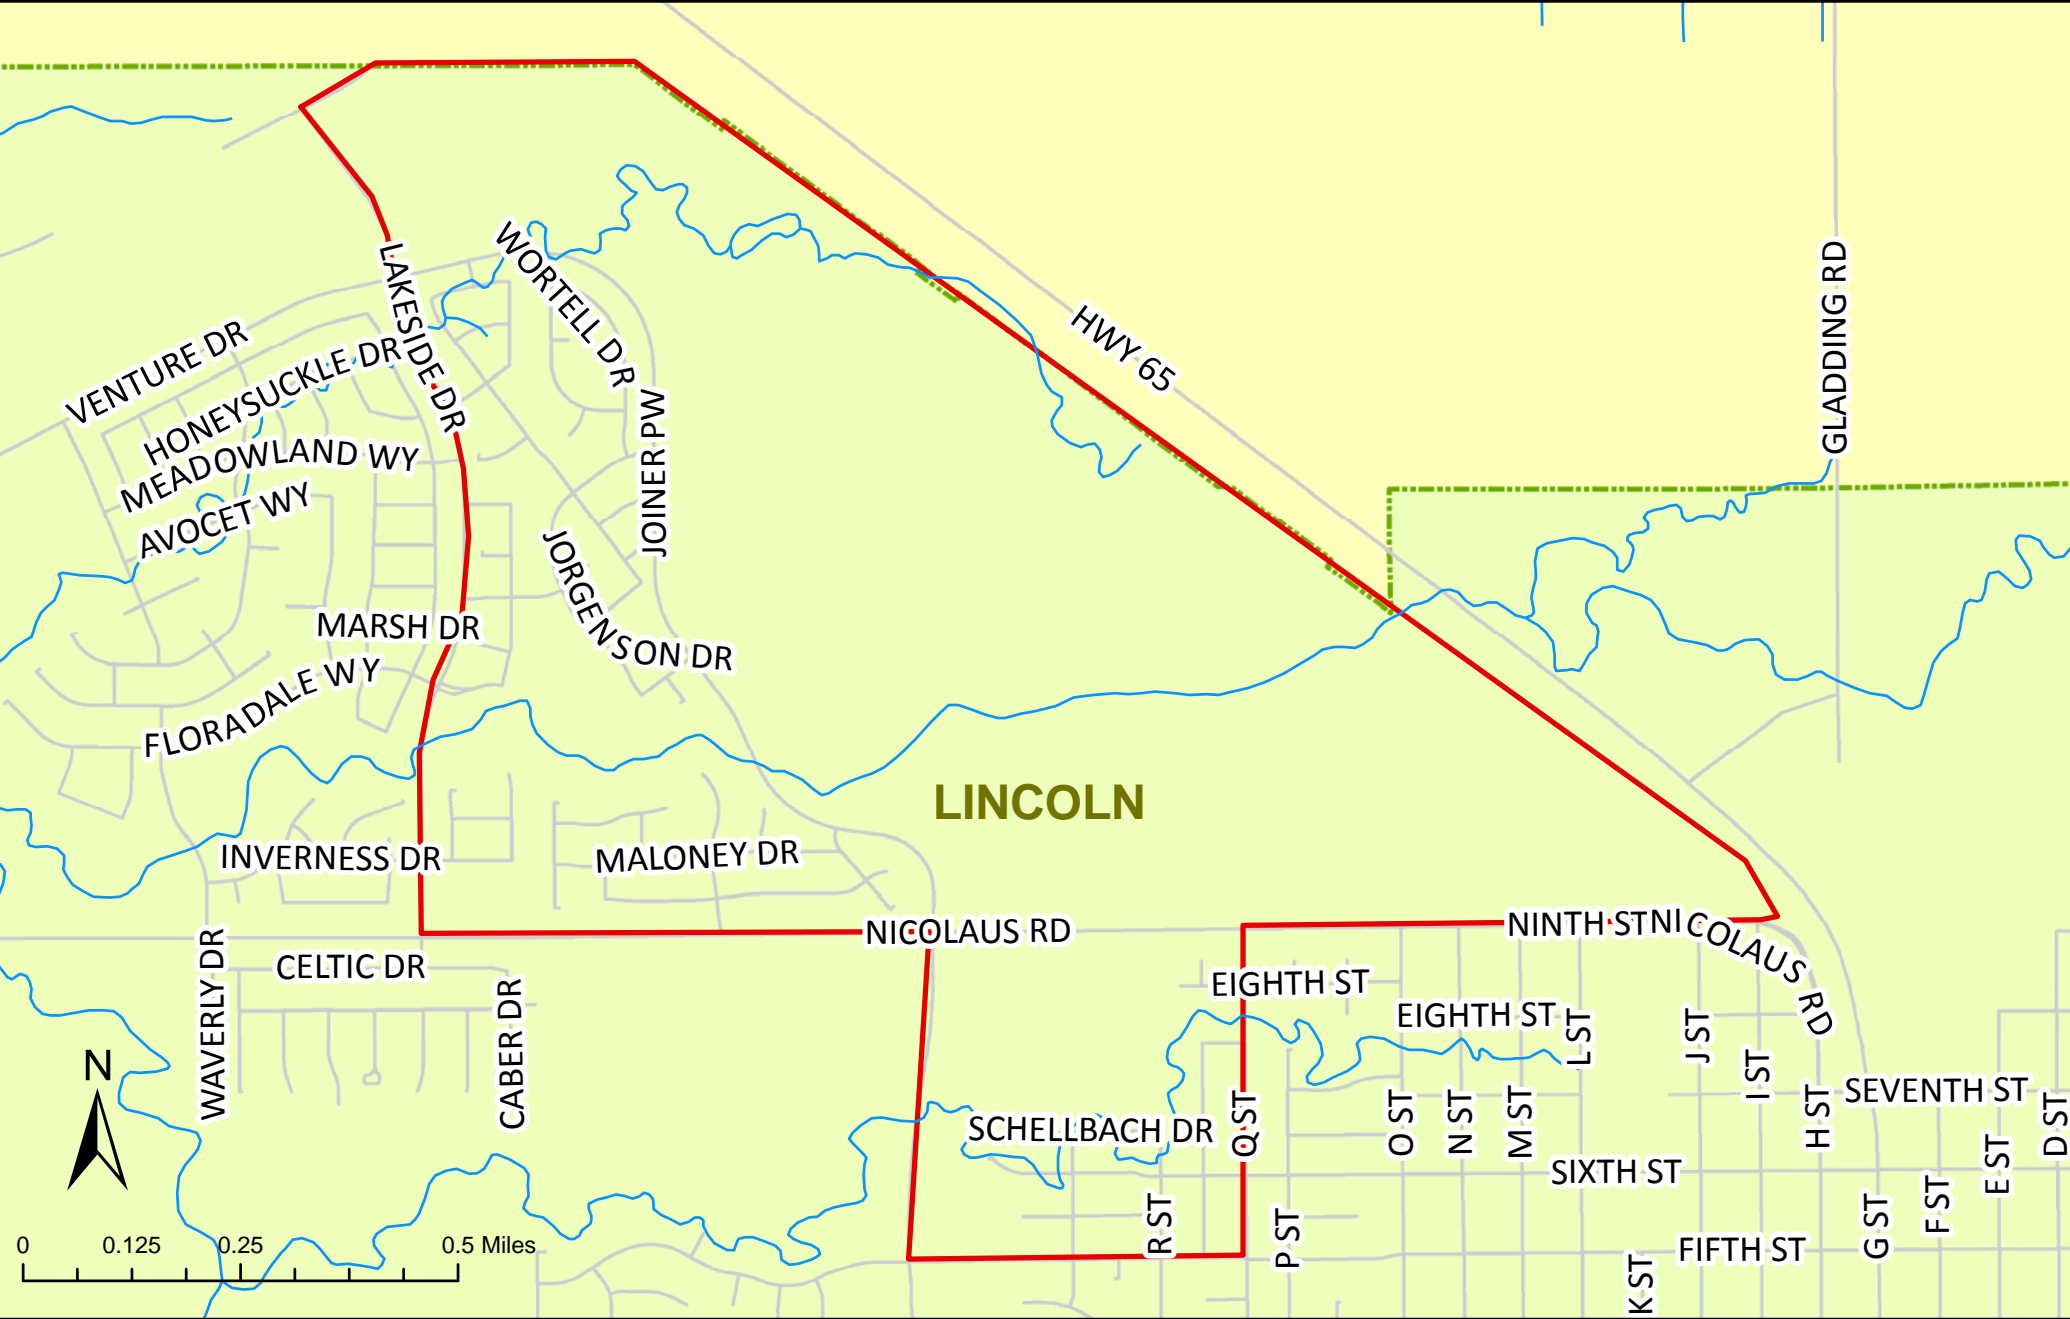 WORTELL DR
LAKESIDE DR
GLADDING RD
HWY 65
VENTURE DR
HONEYSUCKLE DR
MEADOWLAND WY
AVOCET WY
JOINER PW
JORGENSON DR
MARSH DR
FLORADALE WY
LINCOLN
INVERNESS DR
MALONEY DR
NICOLAUS RD
NINTH ST
NICOLAUS RD
WAVERLY DR
CELTIC DR
CABER DR
EIGHTH ST
EIGHTH ST
L ST
J ST
I ST
H ST
SEVENTH ST
D ST
SCHELLBACH DR
Q ST
O ST
N ST
M ST
SIXTH ST
E ST
R ST
P ST
F ST
G ST
FIFTH ST
K ST
N
0 0.125 0.25 0.5 Miles